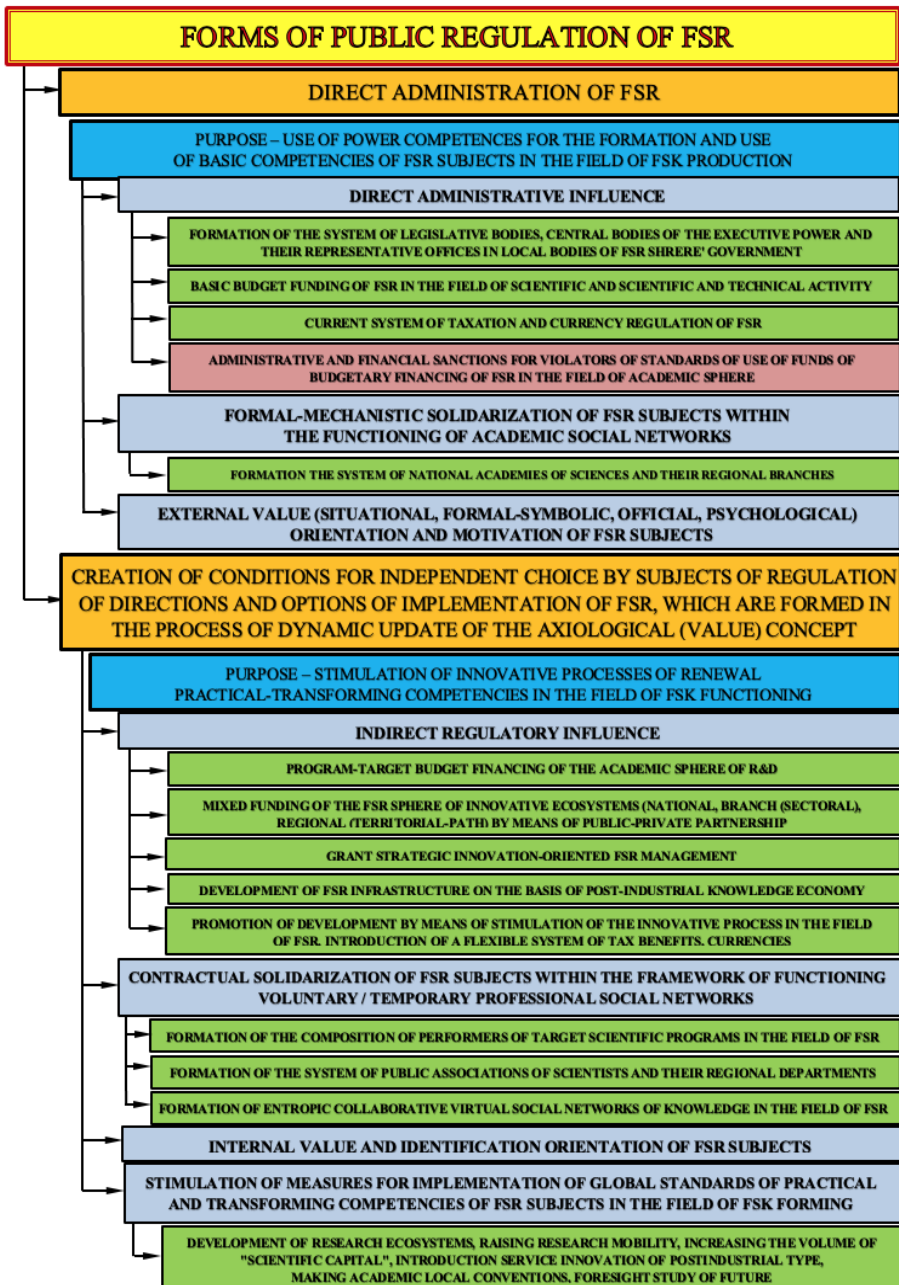 FORMS OF PUBLIC REGULATION OF FSR
DIRECT ADMINISTRATION OF FSR
PURPOSE – USE OF POWER COMPETENCES FOR THE FORMATION AND USE
OF BASIC COMPETENCIES OF FSR SUBJECTS IN THE FIELD OF FSK PRODUCTION
DIRECT ADMINISTRATIVE INFLUENCE
FORMATION OF THE SYSTEM OF LEGISLATIVE BODIES, CENTRAL BODIES OF THE EXECUTIVE POWER AND
THEIR REPRESENTATIVE OFFICES IN LOCAL BODIES OF FSR SHRERE' GOVERNMENT
BASIC BUDGET FUNDING OF FSR IN THE FIELD OF SCIENTIFIC AND SCIENTIFIC AND TECHNICAL ACTIVITY
CURRENT SYSTEM OF TAXATION AND CURRENCY REGULATION OF FSR
ADMINISTRATIVE AND FINANCIAL SANCTIONS FOR VIOLATORS OF STANDARDS OF USE OF FUNDS OF
BUDGETARY FINANCING OF FSR IN THE FIELD OF ACADEMIC SPHERE
FORMAL-MECHANISTIC SOLIDARIZATION OF FSR SUBJECTS WITHIN
THE FUNCTIONING OF ACADEMIC SOCIAL NETWORKS
FORMATION THE SYSTEM OF NATIONAL ACADEMIES OF SCIENCES AND THEIR REGIONAL BRANCHES
EXTERNAL VALUE (SITUATIONAL, FORMAL-SYMBOLIC, OFFICIAL, PSYCHOLOGICAL)
ORIENTATION AND MOTIVATION OF FSR SUBJECTS
CREATION OF CONDITIONS FOR INDEPENDENT CHOICE BY SUBJECTS OF REGULATION
OF DIRECTIONS AND OPTIONS OF IMPLEMENTATION OF FSR, WHICH ARE FORMED IN
THE PROCESS OF DYNAMIC UPDATE OF THE AXIOLOGICAL (VALUE) CONCEPT
PURPOSE – STIMULATION OF INNOVATIVE PROCESSES OF RENEWAL
PRACTICAL-TRANSFORMING COMPETENCIES IN THE FIELD OF FSK FUNCTIONING
INDIRECT REGULATORY INFLUENCE
PROGRAM-TARGET BUDGET FINANCING OF THE ACADEMIC SPHERE OF R&D
MIXED FUNDING OF THE FSR SPHERE OF INNOVATIVE ECOSYSTEMS (NATIONAL, BRANCH (SECTORAL),
REGIONAL (TERRITORIAL-PATH) BY MEANS OF PUBLIC-PRIVATE PARTNERSHIP
GRANT STRATEGIC INNOVATION-ORIENTED FSR MANAGEMENT
DEVELOPMENT OF FSR INFRASTRUCTURE ON THE BASIS OF POST-INDUSTRIAL KNOWLEDGE ECONOMY
PROMOTION OF DEVELOPMENT BY MEANS OF STIMULATION OF THE INNOVATIVE PROCESS IN THE FIELD
OF FSR. INTRODUCTION OF A FLEXIBLE SYSTEM OF TAX BENEFITS. CURRENCIES
CONTRACTUAL SOLIDARIZATION OF FSR SUBJECTS WITHIN THE FRAMEWORK OF FUNCTIONING
VOLUNTARY / TEMPORARY PROFESSIONAL SOCIAL NETWORKS
FORMATION OF THE COMPOSITION OF PERFORMERS OF TARGET SCIENTIFIC PROGRAMS IN THE FIELD OF FSR
FORMATION OF THE SYSTEM OF PUBLIC ASSOCIATIONS OF SCIENTISTS AND THEIR REGIONAL DEPARTMENTS
FORMATION OF ENTROPIC COLLABORATIVE VIRTUAL SOCIAL NETWORKS OF KNOWLEDGE IN THE FIELD OF FSR
INTERNAL VALUE AND IDENTIFICATION ORIENTATION OF FSR SUBJECTS
STIMULATION OF MEASURES FOR IMPLEMENTATION OF GLOBAL STANDARDS OF PRACTICAL
AND TRANSFORMING COMPETENCIES OF FSR SUBJECTS IN THE FIELD OF FSK FORMING
DEVELOPMENT OF RESEARCH ECOSYSTEMS, RAISING RESEARCH MOBILITY, INCREASING THE VOLUME OF
"SCIENTIFIC CAPITAL", INTRODUCTION SERVICE INNOVATION OF POSTINDUSTRIAL TYPE,
MAKING ACADEMIC LOCAL CONVENTIONS, FORESIGHT STUDY OF FUTURE